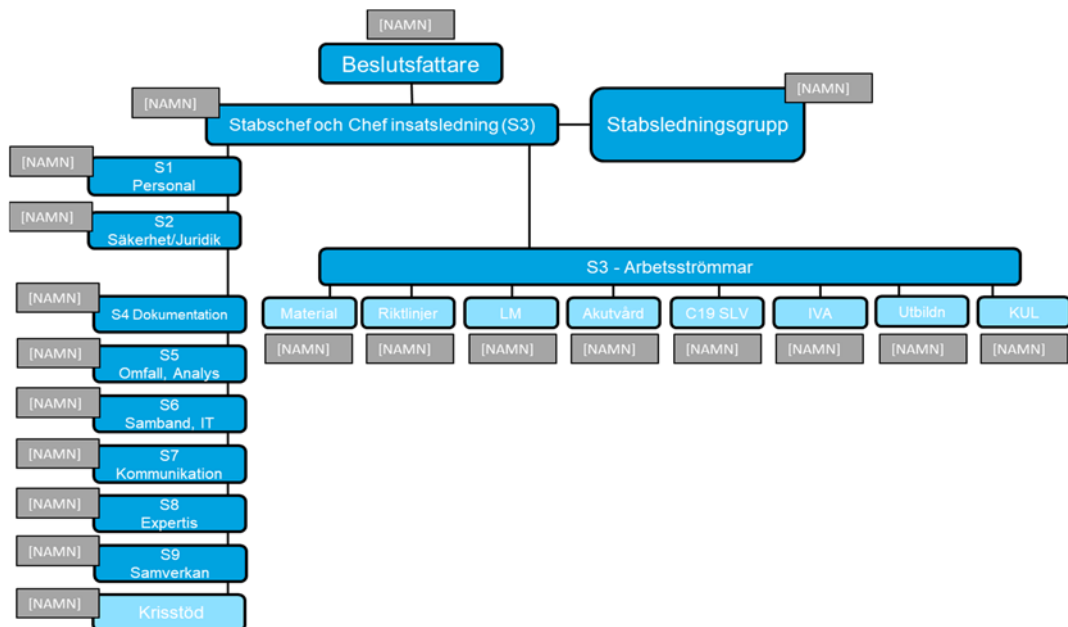 [NAMN]
Beslutsfattare
[NAMN]
Stabschef och Chef insatsledning (S3)
[NAMN]
Stabsledningsgrupp
[NAMN]
S1
Personal
[NAMN]
S2
Säkerhet/Juridik
[NAMN]
S4 Dokumentation
[NAMN]
S5
Omfall, Analys
[NAMN]
S6
Samband, IT
[NAMN]
S7
Kommunikation
[NAMN]
S8
Expertis
[NAMN]
S9
Samverkan
[NAMN]
Krisstöd
S3 - Arbetsströmmar
Material
Riktlinjer
LM
Akutvård
C19 SLV
IVA
Utbildn
KUL
[NAMN]
[NAMN]
[NAMN]
[NAMN]
[NAMN]
[NAMN]
[NAMN]
[NAMN]